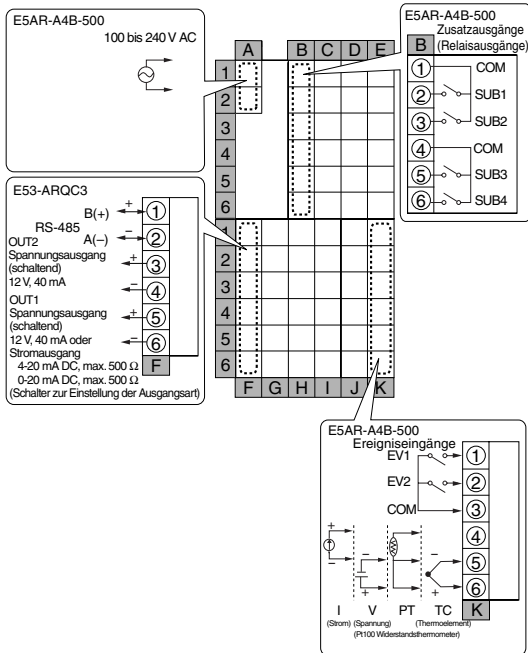 E5AR-A4B-500
100 bis 240 V AC
A B C D E
1
2
3
4
5
6
1
2
3
4
5
6
F G H I J K
E5AR-A4B-500
Zusatzausgänge
(Relaisausgänge)
B
1 COM
2 SUB1
3 SUB2
4 COM
5 SUB3
6 SUB4
E53-ARQC3
+
B(+) 1
RS-485
−
A(−) 2
OUT2
Spannungsausgang
(schaltend)
12 V, 40 mA
+ 3
− 4
OUT1
Spannungsausgang
(schaltend)
12 V, 40 mA oder
Stromausgang
4-20 mA DC, max. 500 Ω
0-20 mA DC, max. 500 Ω
(Schalter zur Einstellung der Ausgangsart)
+ 5
− 6
F
E5AR-A4B-500
Ereigniseingänge
EV1 1
EV2 2
COM 3
4
5
6
+ − −
− + +
I V PT TC K
(Strom) (Spannung) (Thermoelement)
(Pt100 Widerstandsthermometer)